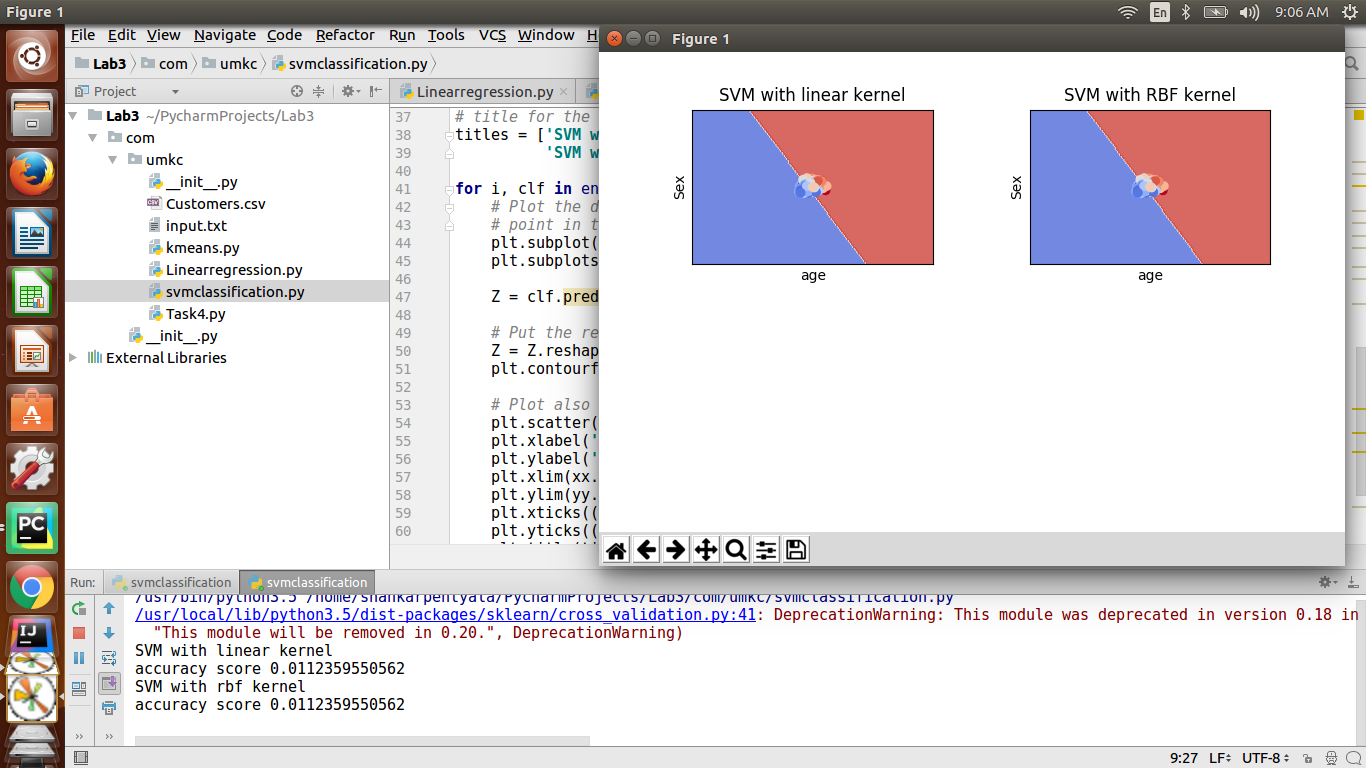 Figure 1
En
9:06 AM
File Edit View Navigate Code Refactor Run Tools VCS Window H
Figure 1
Lab3 com umkc svmclassification.py
Project
Linearregression.py
Lab3 ~/PycharmProjects/Lab3
com
umkc
__init__.py
Customers.csv
input.txt
kmeans.py
Linearregression.py
svmclassification.py
Task4.py
__init__.py
External Libraries
37 # title for the
38 titles = ['SVM w
39 'SVM w
40
41 for i, clf in en
42 # Plot the d
43 # point in t
44 plt.subplot(
45 plt.subplots
46
47 Z = clf.pred
48
49 # Put the re
50 Z = Z.reshap
51 plt.contourf
52
53 # Plot also
54 plt.scatter(
55 plt.xlabel('
56 plt.ylabel('
57 plt.xlim(xx.
58 plt.ylim(yy.
59 plt.xticks((
60 plt.yticks((
SVM with linear kernel
Sex
age
SVM with RBF kernel
Sex
age
PC
IJ
Run: svmclassification svmclassification
/usr/bin/python3.5 /home/shankarpentyala/PycharmProjects/Lab3/com/umkc/svmclassification.py
/usr/local/lib/python3.5/dist-packages/sklearn/cross_validation.py:41: DeprecationWarning: This module was deprecated in version 0.18 in
"This module will be removed in 0.20.", DeprecationWarning)
SVM with linear kernel
accuracy score 0.0112359550562
SVM with rbf kernel
accuracy score 0.0112359550562
9:27 LF UTF-8